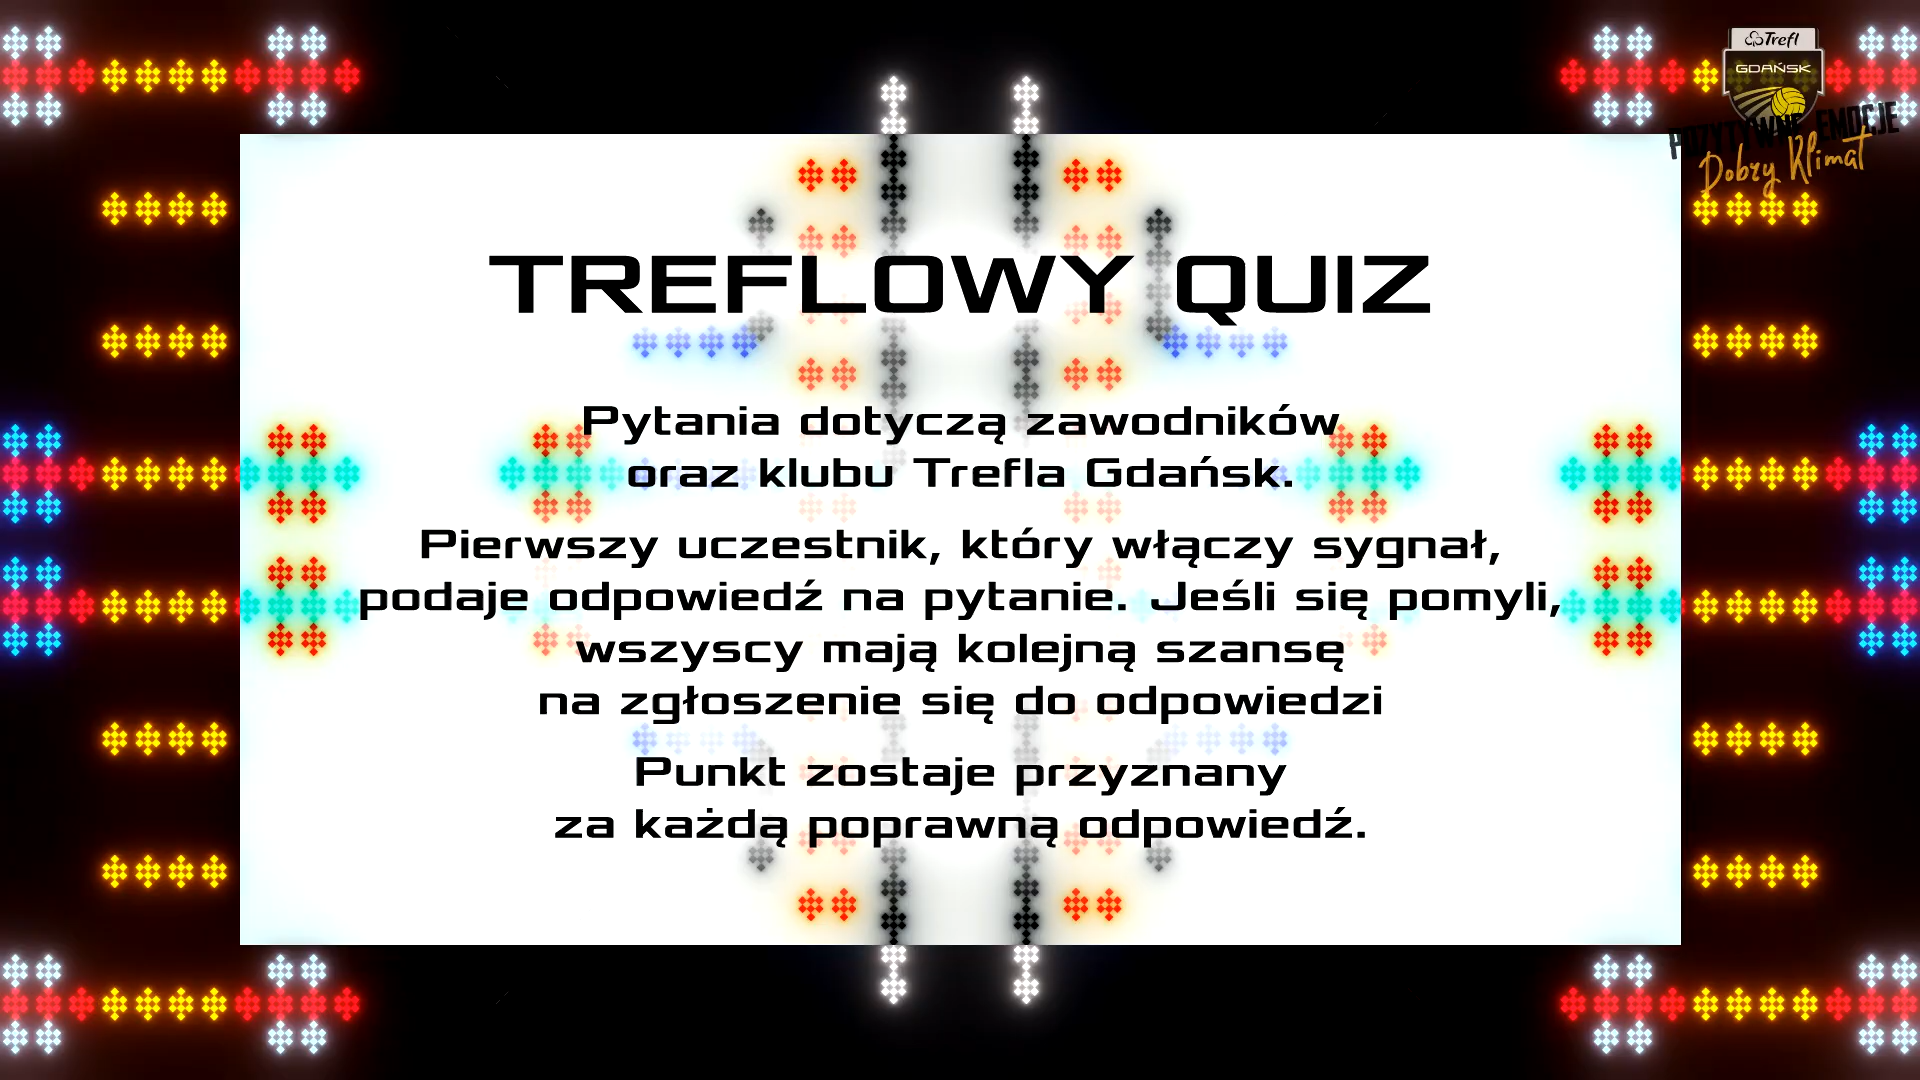 Trefl
GDAŃSK
POZYTYWNE EMOCJE
Dobry Klimat
TREFLOWY QUIZ
Pytania dotyczą zawodników
oraz klubu Trefla Gdańsk.
Pierwszy uczestnik, który włączy sygnał,
podaje odpowiedź na pytanie. Jeśli się pomyli,
wszyscy mają kolejną szansę
na zgłoszenie się do odpowiedzi
Punkt zostaje przyznany
za każdą poprawną odpowiedź.